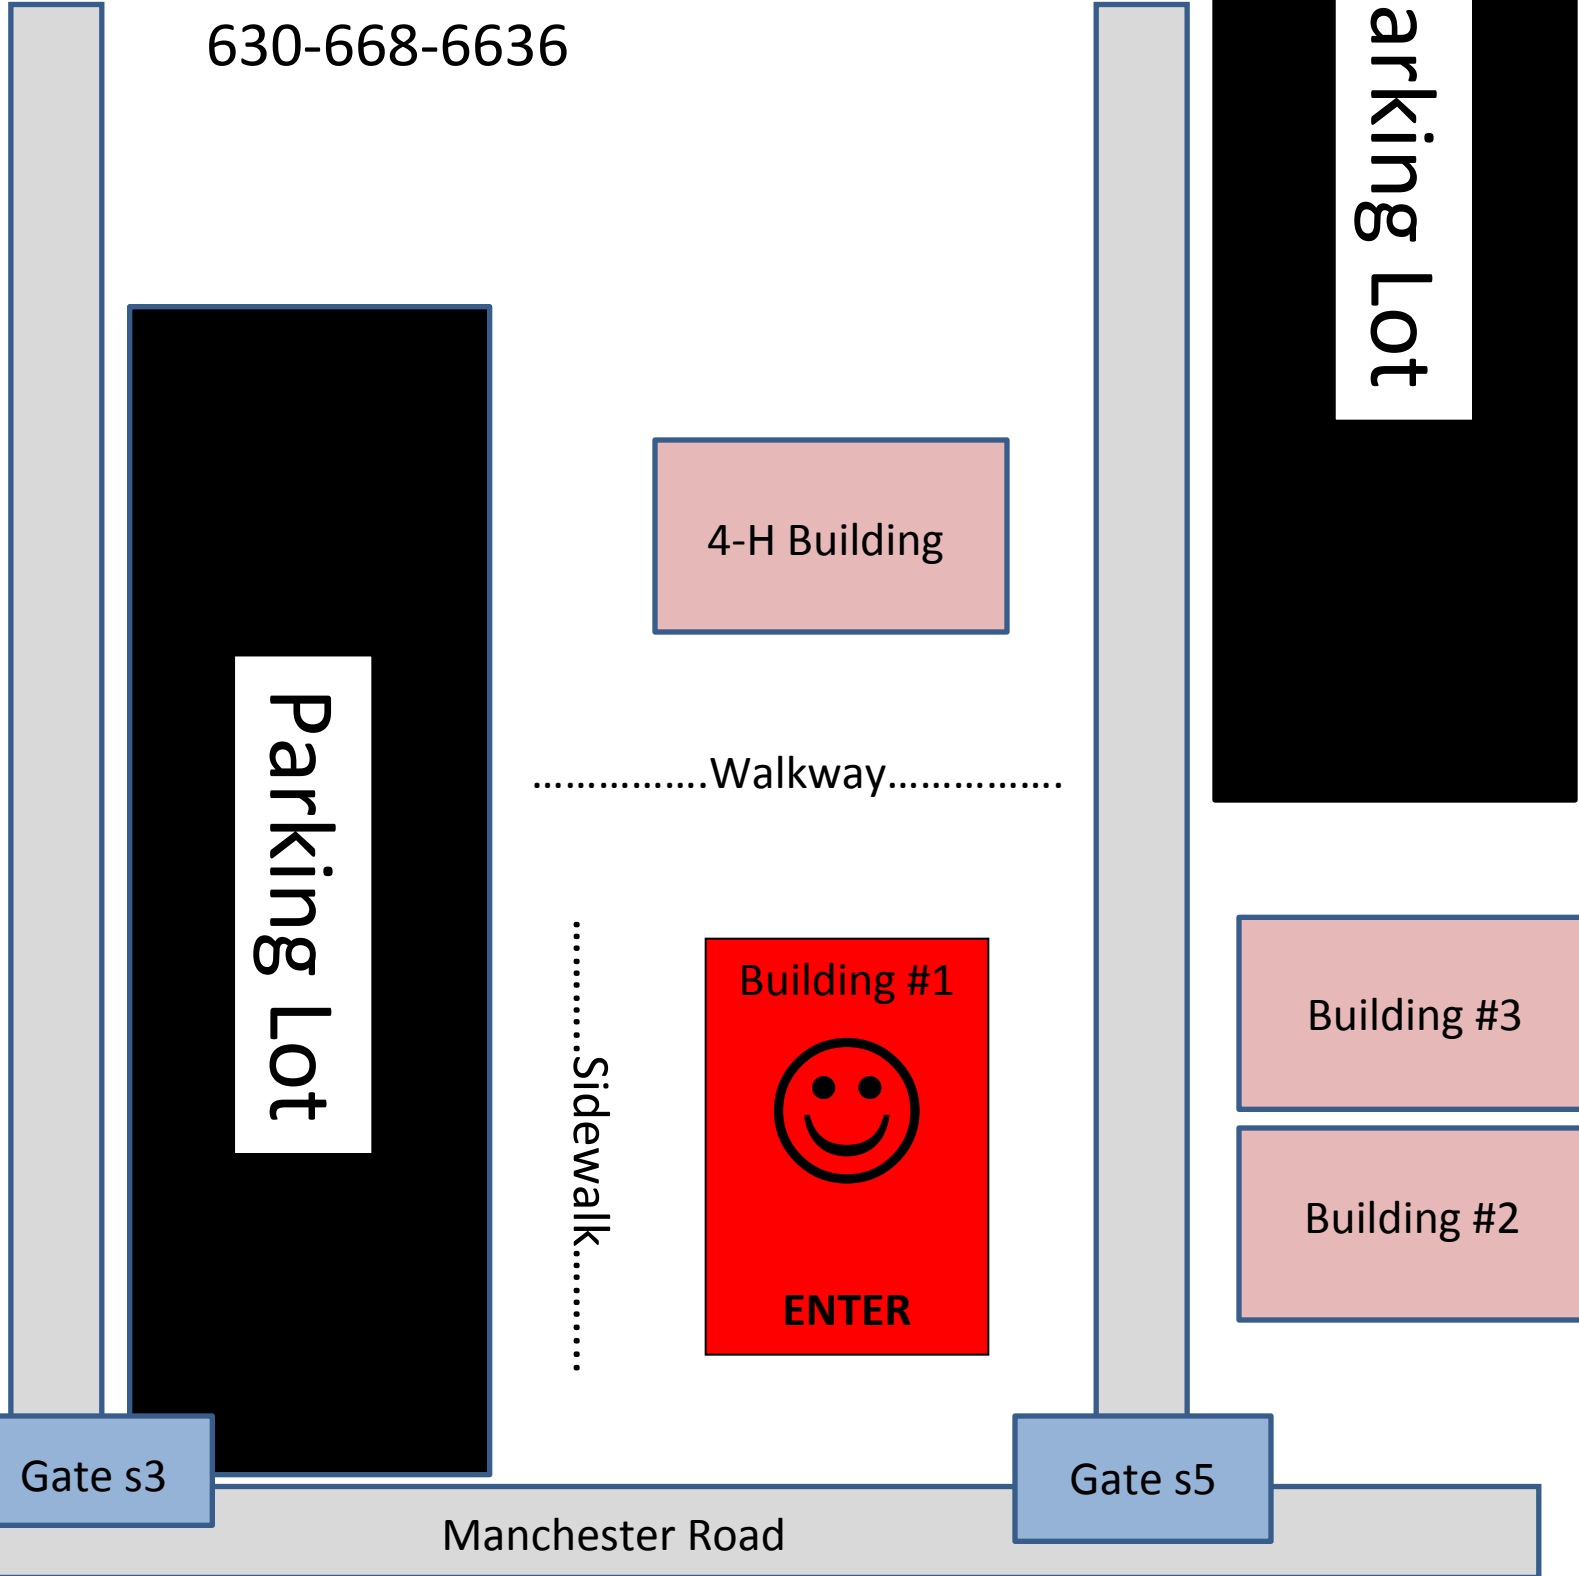 630-668-6636
arking Lot
4-H Building
Parking Lot
................Walkway................
...........Sidewalk..........
Building #1
ENTER
Building #3
Building #2
Gate s3
Gate s5
Manchester Road